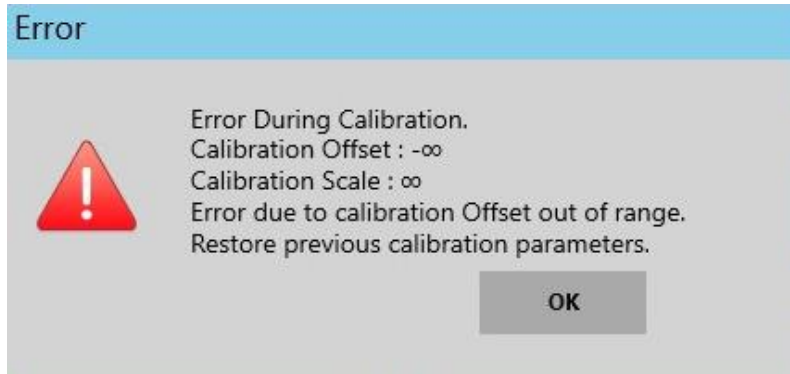 Error
Error During Calibration.
Calibration Offset : -∞
Calibration Scale : ∞
Error due to calibration Offset out of range.
Restore previous calibration parameters.
OK